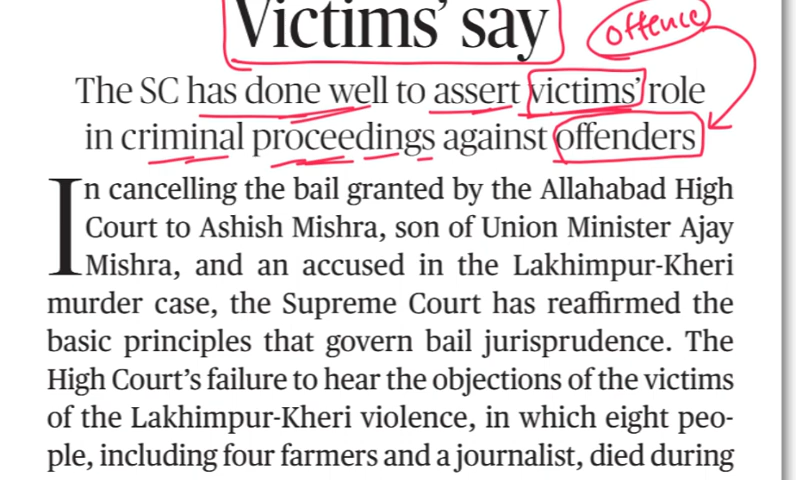 Victims' say
offence
The SC has done well to assert victims' role
in criminal proceedings against offenders
In cancelling the bail granted by the Allahabad High
Court to Ashish Mishra, son of Union Minister Ajay
Mishra, and an accused in the Lakhimpur-Kheri
murder case, the Supreme Court has reaffirmed the
basic principles that govern bail jurisprudence. The
High Court's failure to hear the objections of the victims
of the Lakhimpur-Kheri violence, in which eight peo-
ple, including four farmers and a journalist, died during